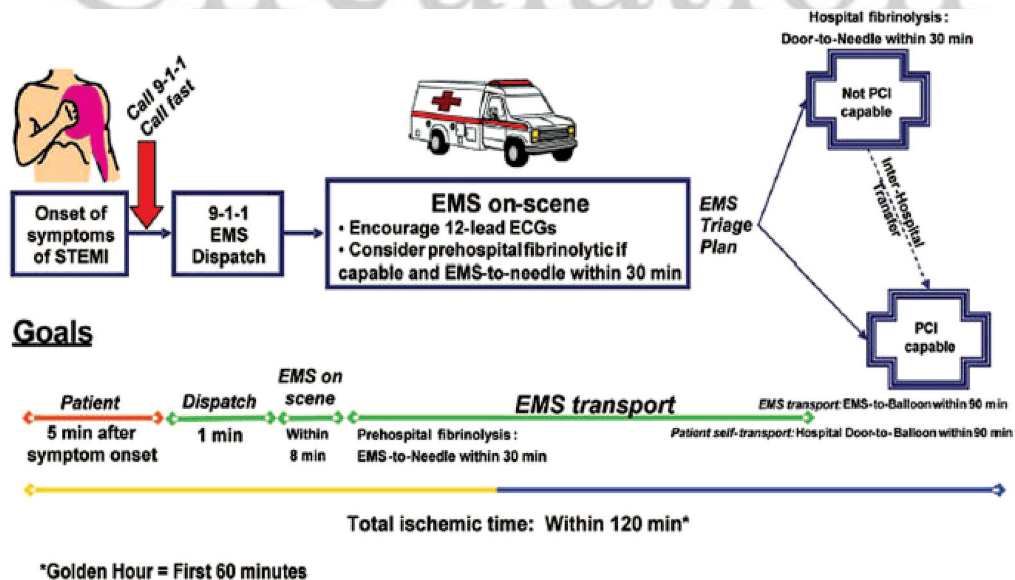 Circulation
Hospital fibrinolysis:
Door-to-Needle within 30 min
Call 9-1-1
Call fast
Not PCI
capable
Onset of
symptoms
of STEMI
9-1-1
EMS
Dispatch
EMS on-scene
• Encourage 12-lead ECGs
• Consider prehospital fibrinolytic if
capable and EMS-to-needle within 30 min
EMS
Triage
Plan
Inter-Hospital
Transfer
PCI
capable
Goals
Patient
5 min after
symptom onset
Dispatch
1 min
EMS on
scene
Within
8 min
EMS transport
Prehospital fibrinolysis:
EMS-to-Needle within 30 min
EMS transport: EMS-to-Balloon within 90 min
Patient self-transport: Hospital Door-to-Balloon within 90 min
Total ischemic time: Within 120 min*
*Golden Hour = First 60 minutes